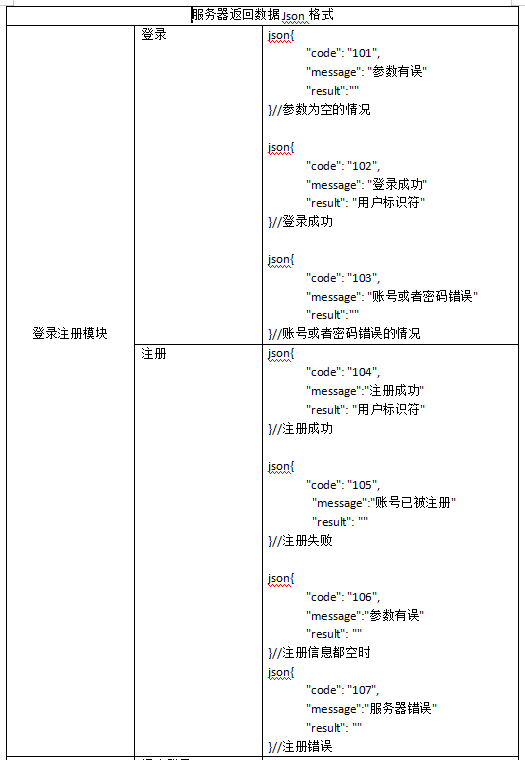 服务器返回数据Json 格式
登录注册模块
登录
json{
"code": "101",
"message": "参数有误"
"result":""
}//参数为空的情况
json{
"code": "102",
"message": "登录成功"
"result": "用户标识符"
}//登录成功
json{
"code": "103",
"message": "账号或者密码错误"
"result":""
}//账号或者密码错误的情况
注册
json{
"code": "104",
"message":"注册成功"
"result": "用户标识符"
}//注册成功
json{
"code": "105",
"message":"账号已被注册"
"result": ""
}//注册失败
json{
"code": "106",
"message":"参数有误"
"result": ""
}//注册信息都空时
json{
"code": "107",
"message":"服务器错误"
"result": ""
}//注册错误